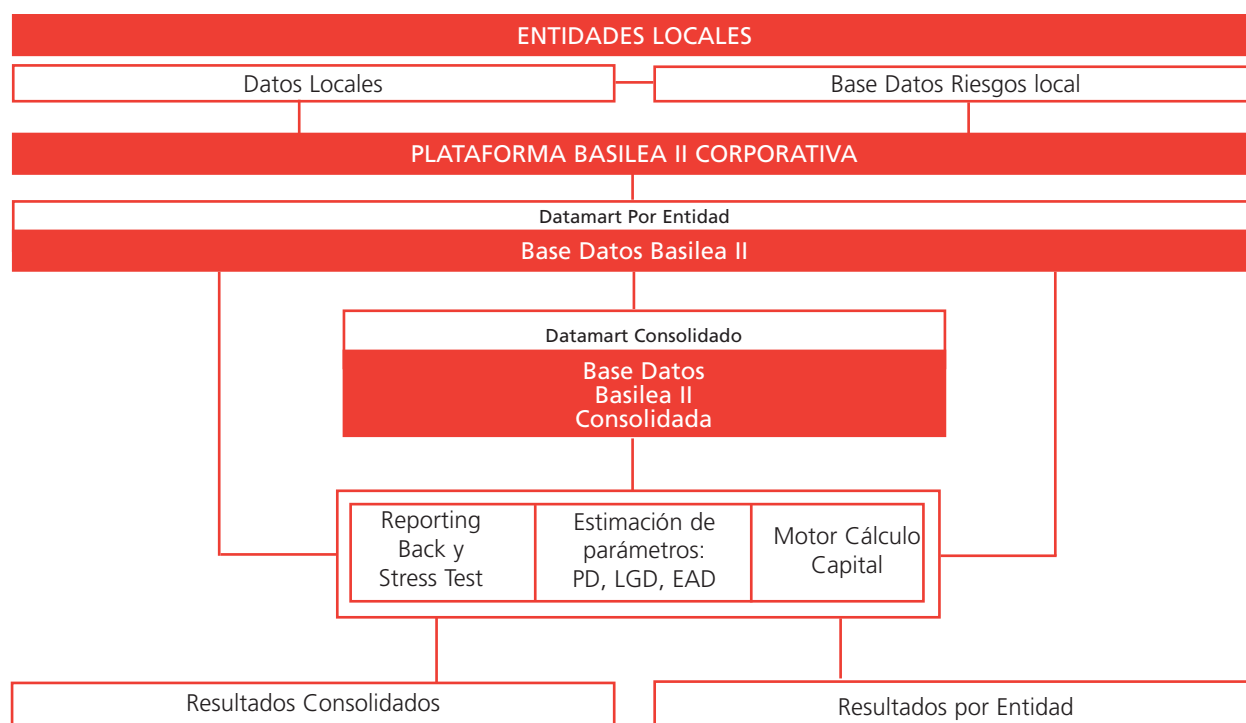 ENTIDADES LOCALES
Datos Locales
Base Datos Riesgos local
PLATAFORMA BASILEA II CORPORATIVA
Datamart Por Entidad
Base Datos Basilea II
Datamart Consolidado
Base Datos
Basilea II
Consolidada
Reporting
Back y
Stress Test
Estimación de
parámetros:
PD, LGD, EAD
Motor Cálculo
Capital
Resultados Consolidados
Resultados por Entidad